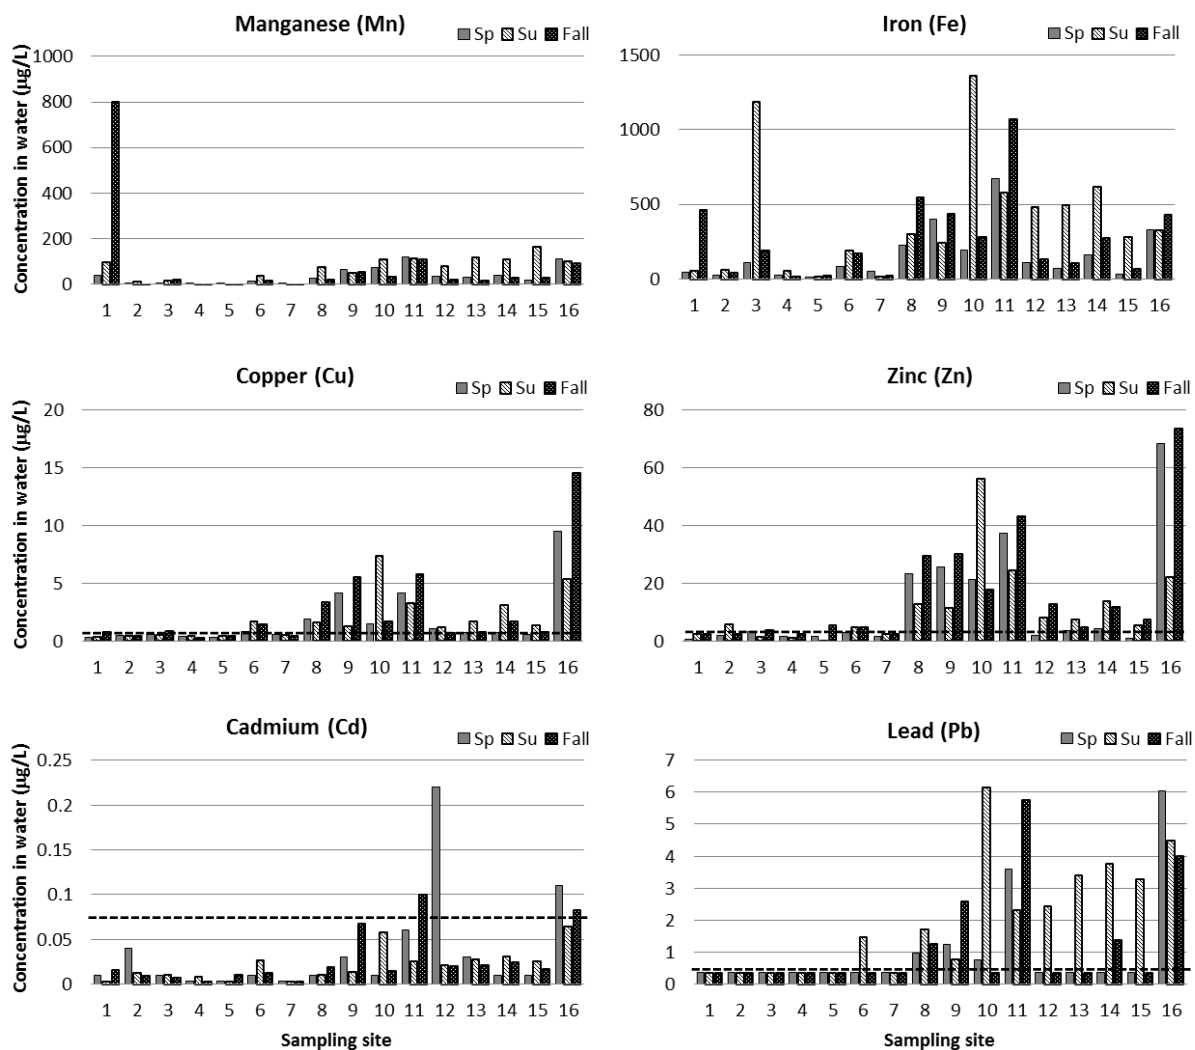 Manganese (Mn)
Sp Su Fall
Concentration in water (µg/L)
1000
800
600
400
200
0
1 2 3 4 5 6 7 8 9 10 11 12 13 14 15 16
Iron (Fe)
Sp Su Fall
1500
1000
500
0
1 2 3 4 5 6 7 8 9 10 11 12 13 14 15 16
Copper (Cu)
Sp Su Fall
Concentration in water (µg/L)
20
15
10
5
0
1 2 3 4 5 6 7 8 9 10 11 12 13 14 15 16
Zinc (Zn)
Sp Su Fall
80
60
40
20
0
1 2 3 4 5 6 7 8 9 10 11 12 13 14 15 16
Cadmium (Cd)
Sp Su Fall
Concentration in water (µg/L)
0.25
0.2
0.15
0.1
0.05
0
1 2 3 4 5 6 7 8 9 10 11 12 13 14 15 16
Sampling site
Lead (Pb)
Sp Su Fall
7
6
5
4
3
2
1
0
1 2 3 4 5 6 7 8 9 10 11 12 13 14 15 16
Sampling site